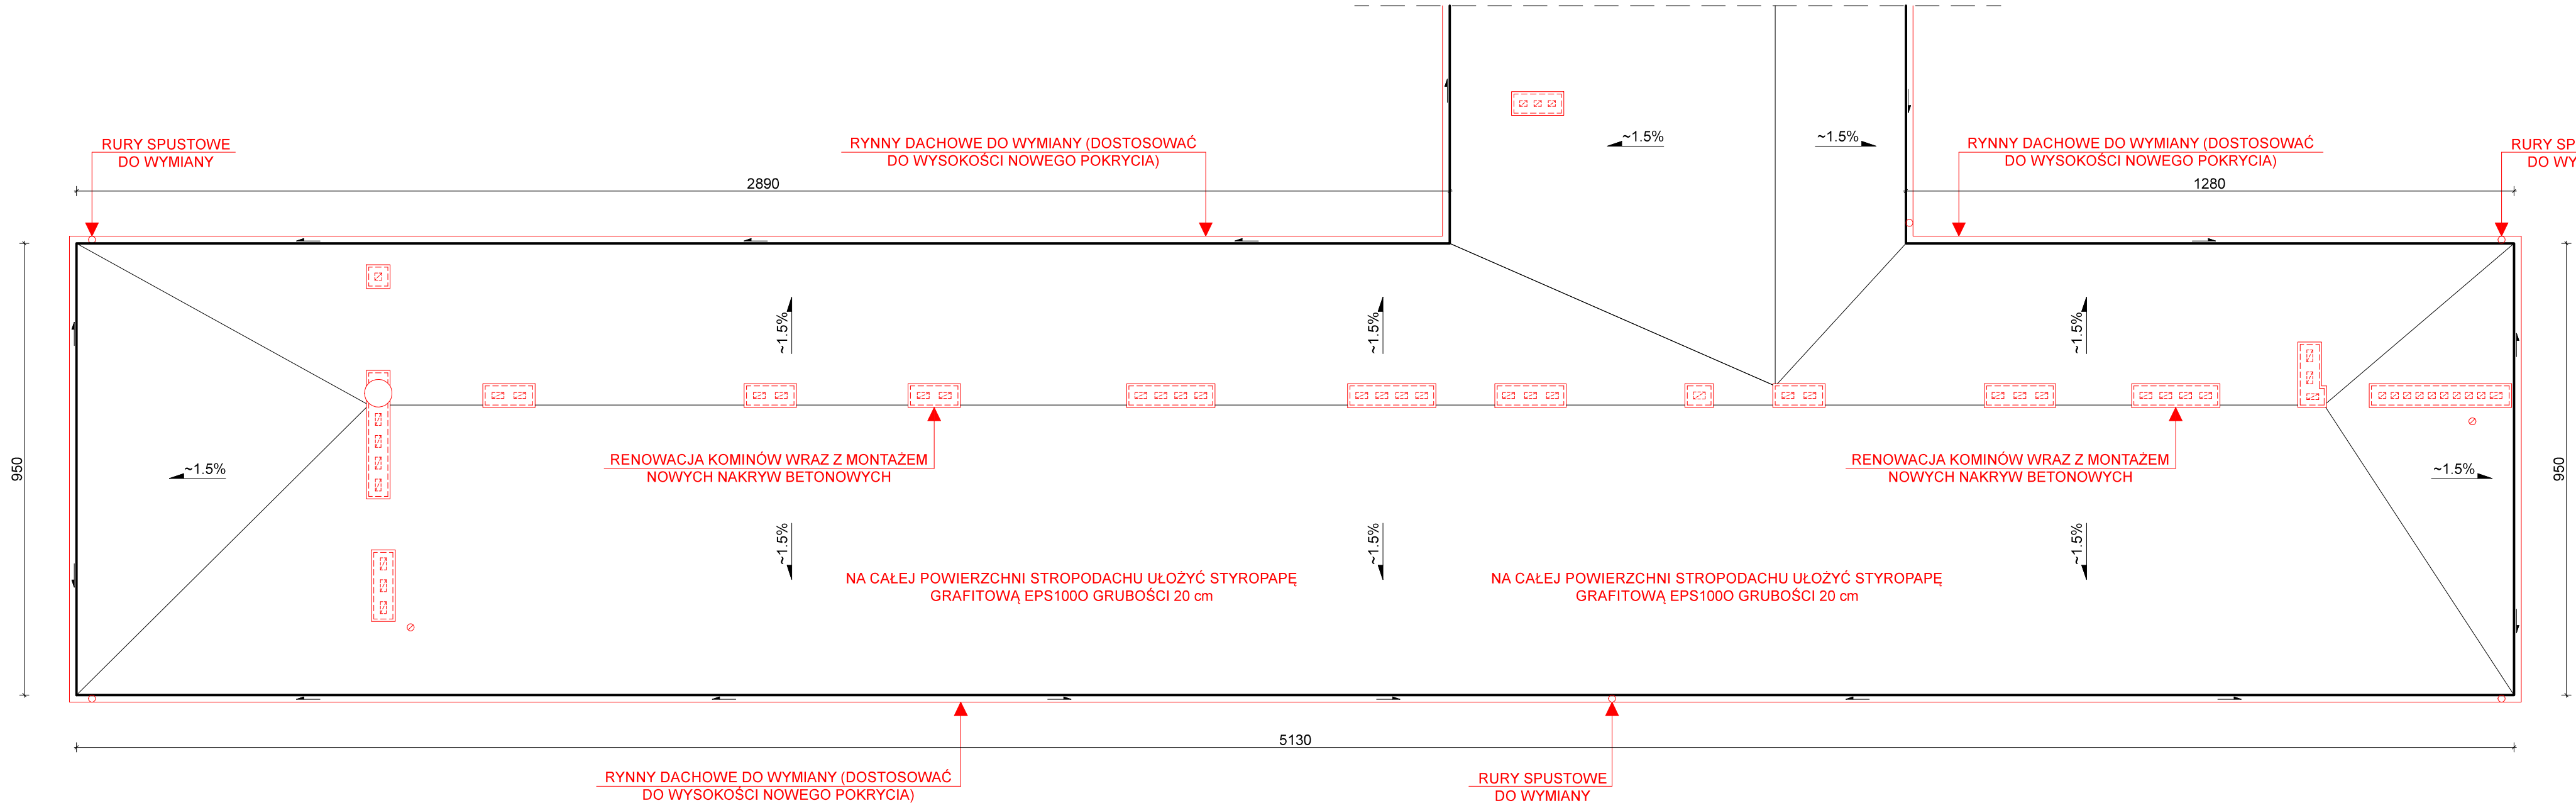 RURY SPUSTOWE
DO WYMIANY
RYNNY DACHOWE DO WYMIANY (DOSTOSOWAĆ
DO WYSOKOŚCI NOWEGO POKRYCIA)
~1.5%
~1.5%
RYNNY DACHOWE DO WYMIANY (DOSTOSOWAĆ
DO WYSOKOŚCI NOWEGO POKRYCIA)
RURY SP
DO WY
2890
1280
~1.5%
~1.5%
~1.5%
950
~1.5%
RENOWACJA KOMINÓW WRAZ Z MONTAŻEM
NOWYCH NAKRYW BETONOWYCH
RENOWACJA KOMINÓW WRAZ Z MONTAŻEM
NOWYCH NAKRYW BETONOWYCH
~1.5%
950
~1.5%
~1.5%
~1.5%
NA CAŁEJ POWIERZCHNI STROPODACHU UŁOŻYĆ STYROPAPĘ
GRAFITOWĄ EPS100O GRUBOŚCI 20 cm
NA CAŁEJ POWIERZCHNI STROPODACHU UŁOŻYĆ STYROPAPĘ
GRAFITOWĄ EPS100O GRUBOŚCI 20 cm
5130
RYNNY DACHOWE DO WYMIANY (DOSTOSOWAĆ
DO WYSOKOŚCI NOWEGO POKRYCIA)
RURY SPUSTOWE
DO WYMIANY